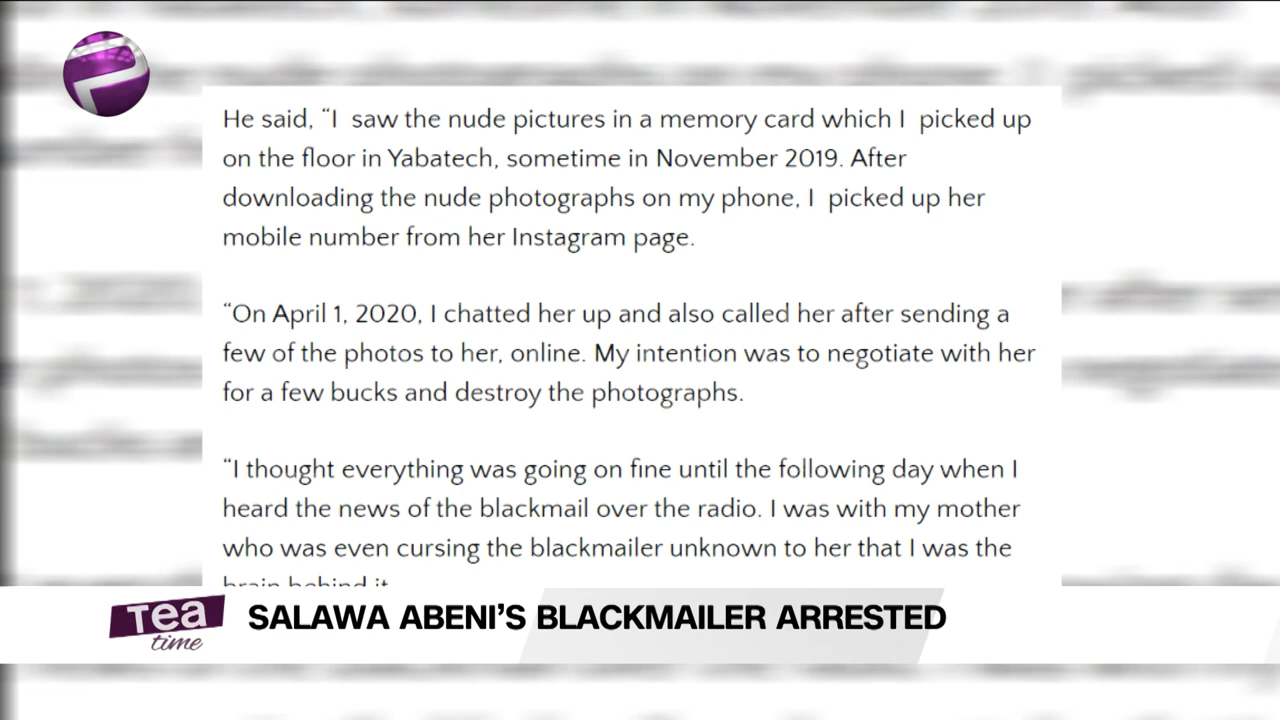 He said, “I saw the nude pictures in a memory card which I picked up
on the floor in Yabatech, sometime in November 2019. After
downloading the nude photographs on my phone, I picked up her
mobile number from her Instagram page.
“On April 1, 2020, I chatted her up and also called her after sending a
few of the photos to her, online. My intention was to negotiate with her
for a few bucks and destroy the photographs.
“I thought everything was going on fine until the following day when I
heard the news of the blackmail over the radio. I was with my mother
who was even cursing the blackmailer unknown to her that I was the
brain behind it
Tea
time
SALAWA ABENI’S BLACKMAILER ARRESTED